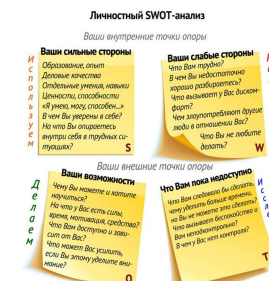 Личностный SWOT-анализ
Ваши внутренние точки опоры
Используем
Ваши сильные стороны
Образование, опыт
Деловые качества
Отдельные умения, навыки
Ценности, способности
«Я умею, могу, способен...»
В чем Вы уверены в себе?
На что Вы опираетесь
внутри себя в трудных си-
туациях?
S
Ваши слабые стороны
Что Вам трудно?
В чем Вы недостаточно
хорошо разбираетесь?
Что вызывает у Вас диском-
форт?
Чем злоупотребляют другие
люди в отношении Вас?
Что Вы не любите
делать?
W
Ваши внешние точки опоры
Делаем
Ваши возможности
Чему Вы можете и хотите
научиться?
На что у Вас есть силы,
время, мотивация, средства?
Что Вам доступно и зави-
сит от Вас?
Что может Вас усилить,
если Вы этому уделите вни-
мание?
O
Что Вам пока недоступно
Что Вам следовало бы сделать,
чему уделить больше времени,
но Вы не можете это сделать?
Что вызывает беспокойство и
Вам неподконтрольно?
В чем у Вас нет контроля?
T